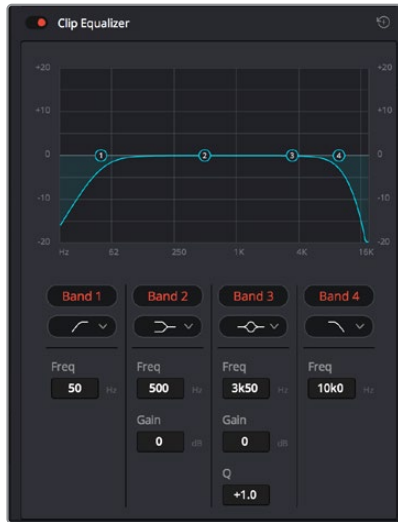 Clip Equalizer
+20 +20
+10 +10
0 1 2 3 4 0
-10 -10
-20 -20
Hz 62 250 1K 4K 16K
Band 1 Band 2 Band 3 Band 4
Freq Freq Freq Freq
50 Hz 500 Hz 3k50 Hz 10k0 Hz
Gain Gain
0 dB 0 dB
Q
+1.0